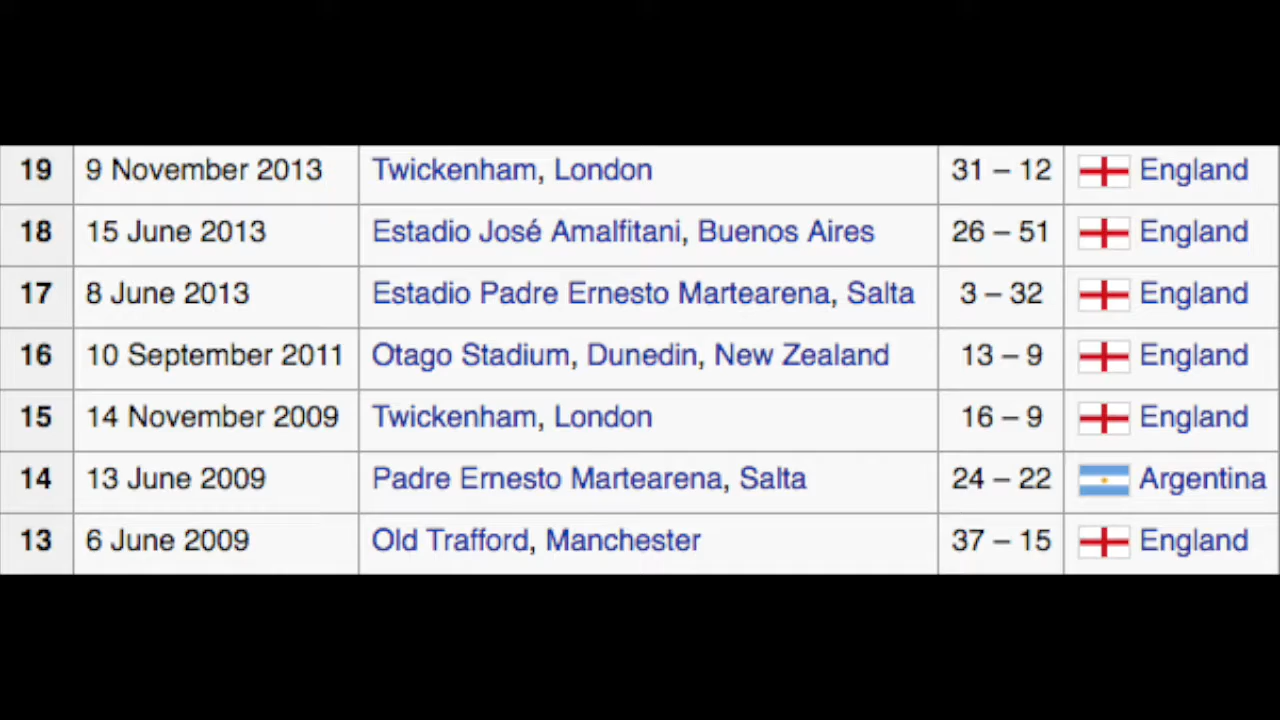 19 9 November 2013 Twickenham, London 31 – 12 England
18 15 June 2013 Estadio José Amalfitani, Buenos Aires 26 – 51 England
17 8 June 2013 Estadio Padre Ernesto Martearena, Salta 3 – 32 England
16 10 September 2011 Otago Stadium, Dunedin, New Zealand 13 – 9 England
15 14 November 2009 Twickenham, London 16 – 9 England
14 13 June 2009 Padre Ernesto Martearena, Salta 24 – 22 Argentina
13 6 June 2009 Old Trafford, Manchester 37 – 15 England